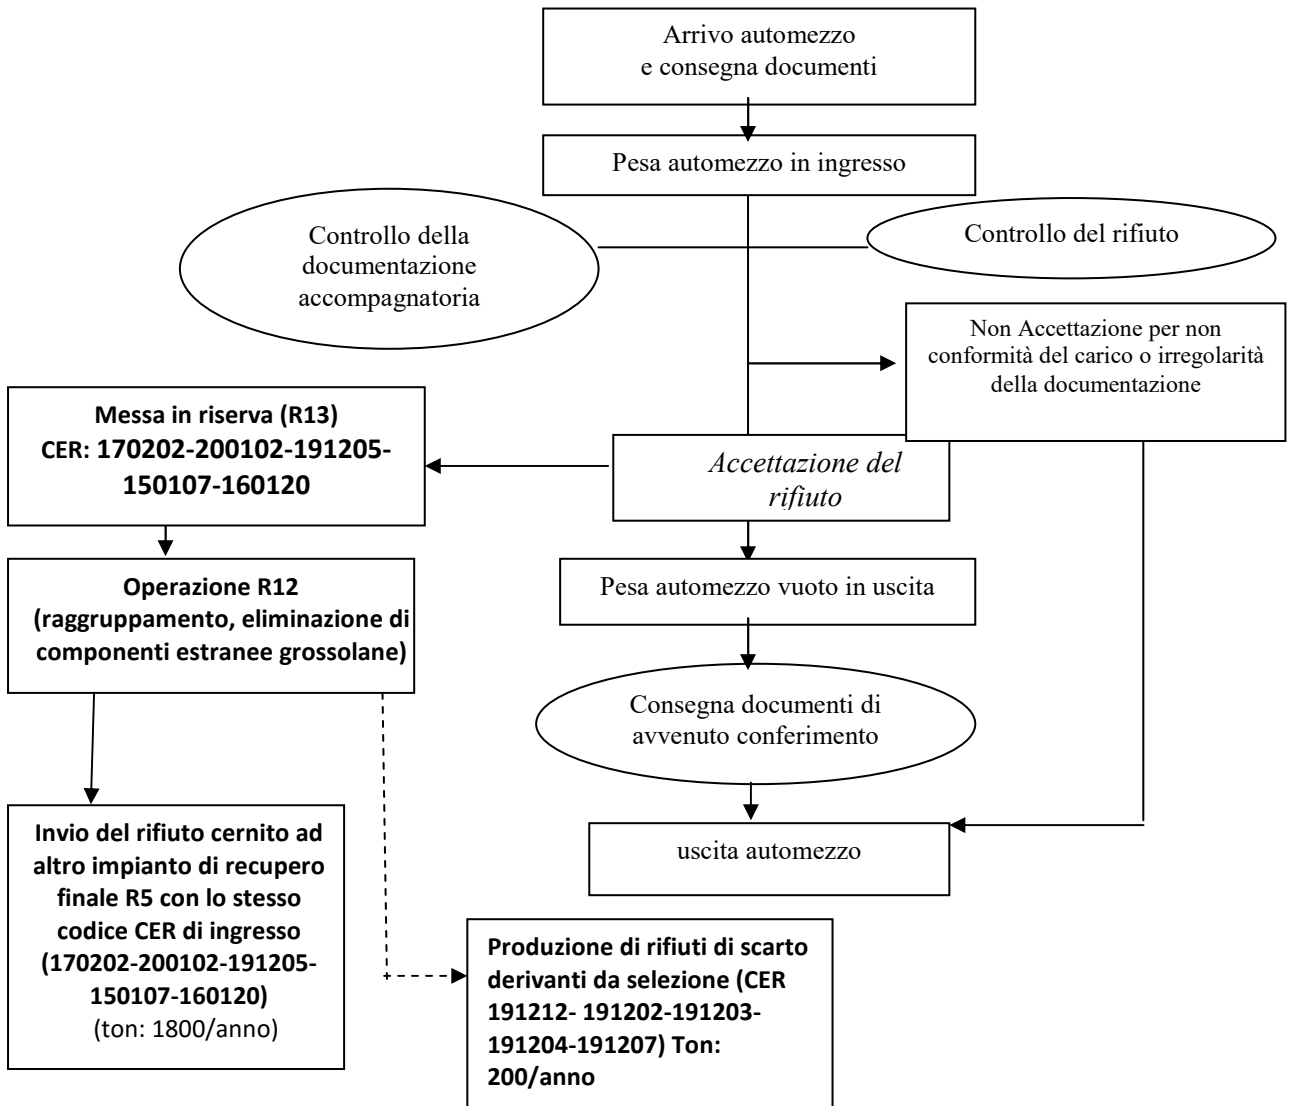 Arrivo automezzo
e consegna documenti
Pesa automezzo in ingresso
Controllo della
documentazione
accompagnatoria
Controllo del rifiuto
Non Accettazione per non
conformità del carico o irregolarità
della documentazione
Messa in riserva (R13)
CER: 170202-200102-191205-
150107-160120
Accettazione del
rifiuto
Operazione R12
(raggruppamento, eliminazione di
componenti estranee grossolane)
Pesa automezzo vuoto in uscita
Consegna documenti di
avvenuto conferimento
uscita automezzo
Invio del rifiuto cernito ad
altro impianto di recupero
finale R5 con lo stesso
codice CER di ingresso
(170202-200102-191205-
150107-160120)
(ton: 1800/anno)
Produzione di rifiuti di scarto
derivanti da selezione (CER
191212- 191202-191203-
191204-191207) Ton:
200/anno